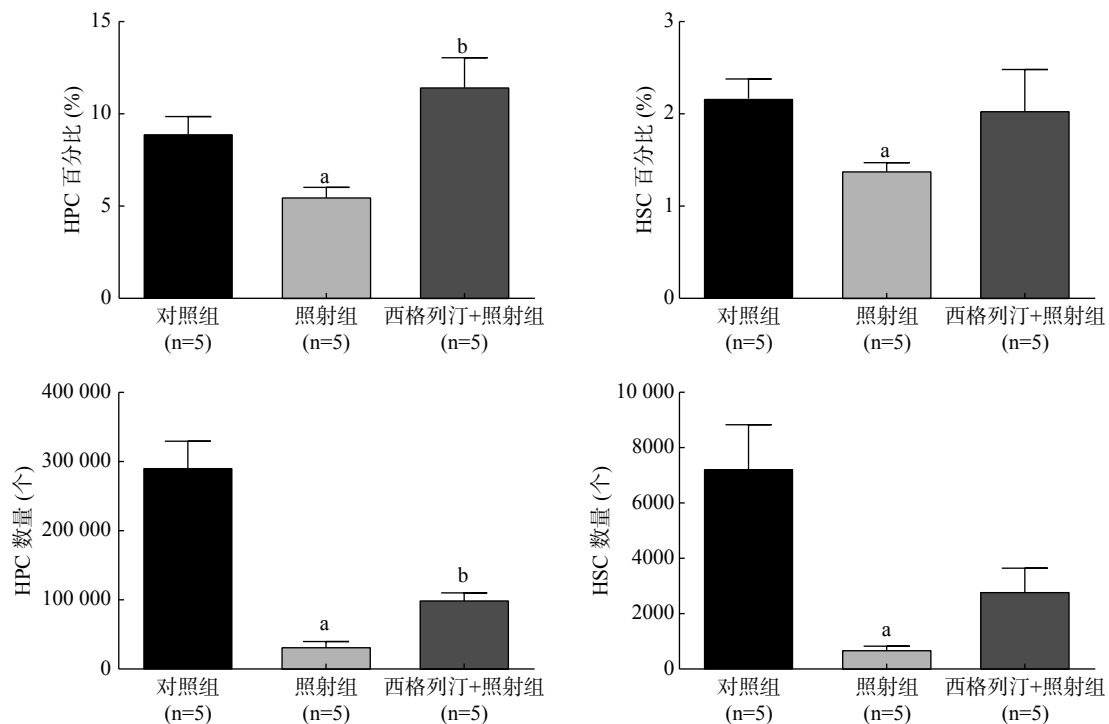 HPC 百分比 (%)
15
10
5
0
a
b
对照组
(n=5)
照射组
(n=5)
西格列汀+照射组
(n=5)
HSC 百分比 (%)
3
2
1
0
a
对照组
(n=5)
照射组
(n=5)
西格列汀+照射组
(n=5)
HPC 数量 (个)
400 000
300 000
200 000
100 000
0
a
b
对照组
(n=5)
照射组
(n=5)
西格列汀+照射组
(n=5)
HSC 数量 (个)
10 000
8000
6000
4000
2000
0
a
对照组
(n=5)
照射组
(n=5)
西格列汀+照射组
(n=5)